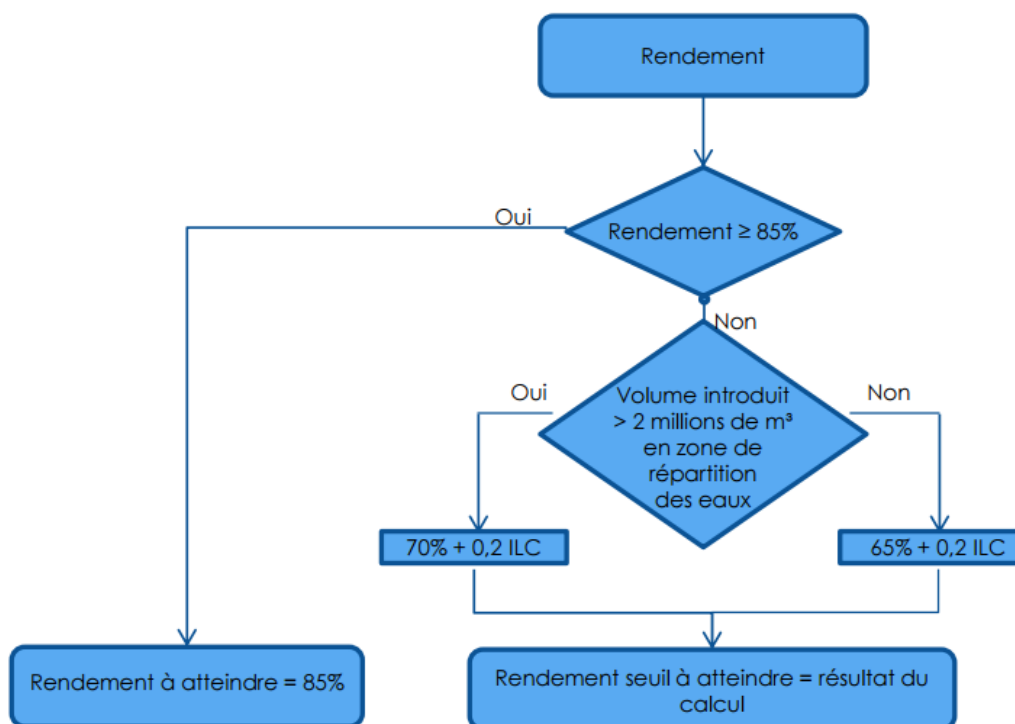 Rendement
Oui
Rendement ≥ 85%
Non
Oui
Volume introduit
> 2 millions de m³
en zone de
répartition
des eaux
Non
70% + 0,2 ILC
65% + 0,2 ILC
Rendement à atteindre = 85%
Rendement seuil à atteindre = résultat du
calcul